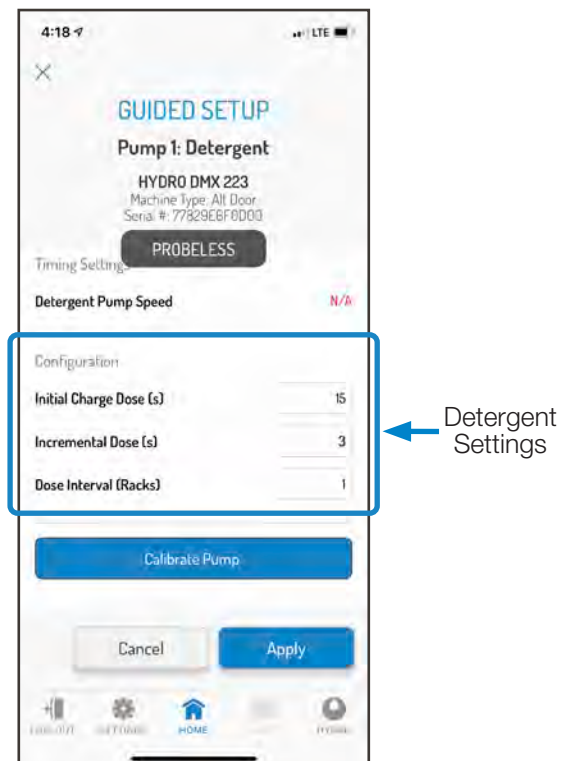 4:18
LTE
GUIDED SETUP
Pump 1: Detergent
HYDRO DMX 223
Machine Type: Alt Door
Serial #:
PROBELESS
Timing Settings
Detergent Pump Speed N/A
Configuration
Initial Charge Dose (s) 15
Incremental Dose (s) 3
Dose Interval (Racks) 1
Detergent
Settings
Calibrate Pump
Cancel Apply
HOME